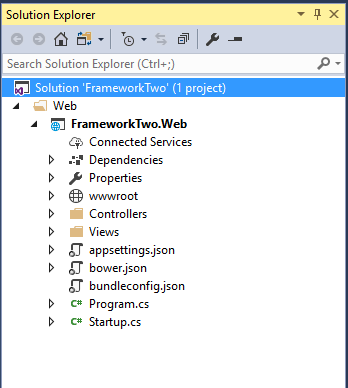 Solution Explorer
Search Solution Explorer (Ctrl+;)
Solution 'FrameworkTwo' (1 project)
Web
FrameworkTwo.Web
Connected Services
Dependencies
Properties
wwwroot
Controllers
Views
appsettings.json
bower.json
bundleconfig.json
C# Program.cs
C# Startup.cs